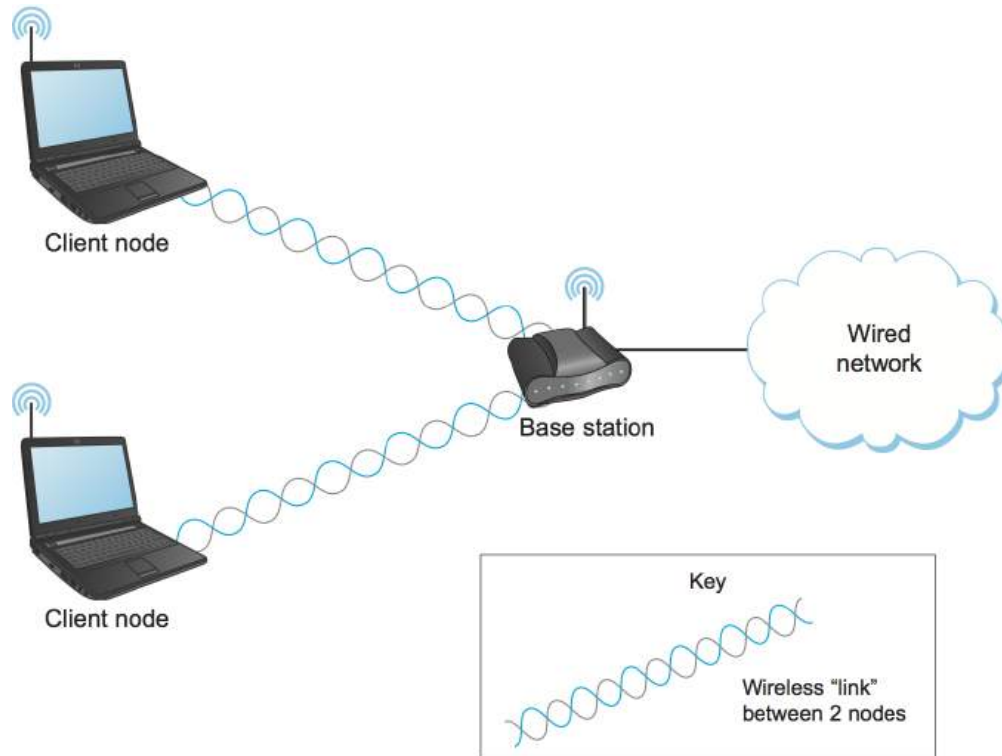 Client node
Wired
network
Base station
Client node
Key
Wireless “link”
between 2 nodes